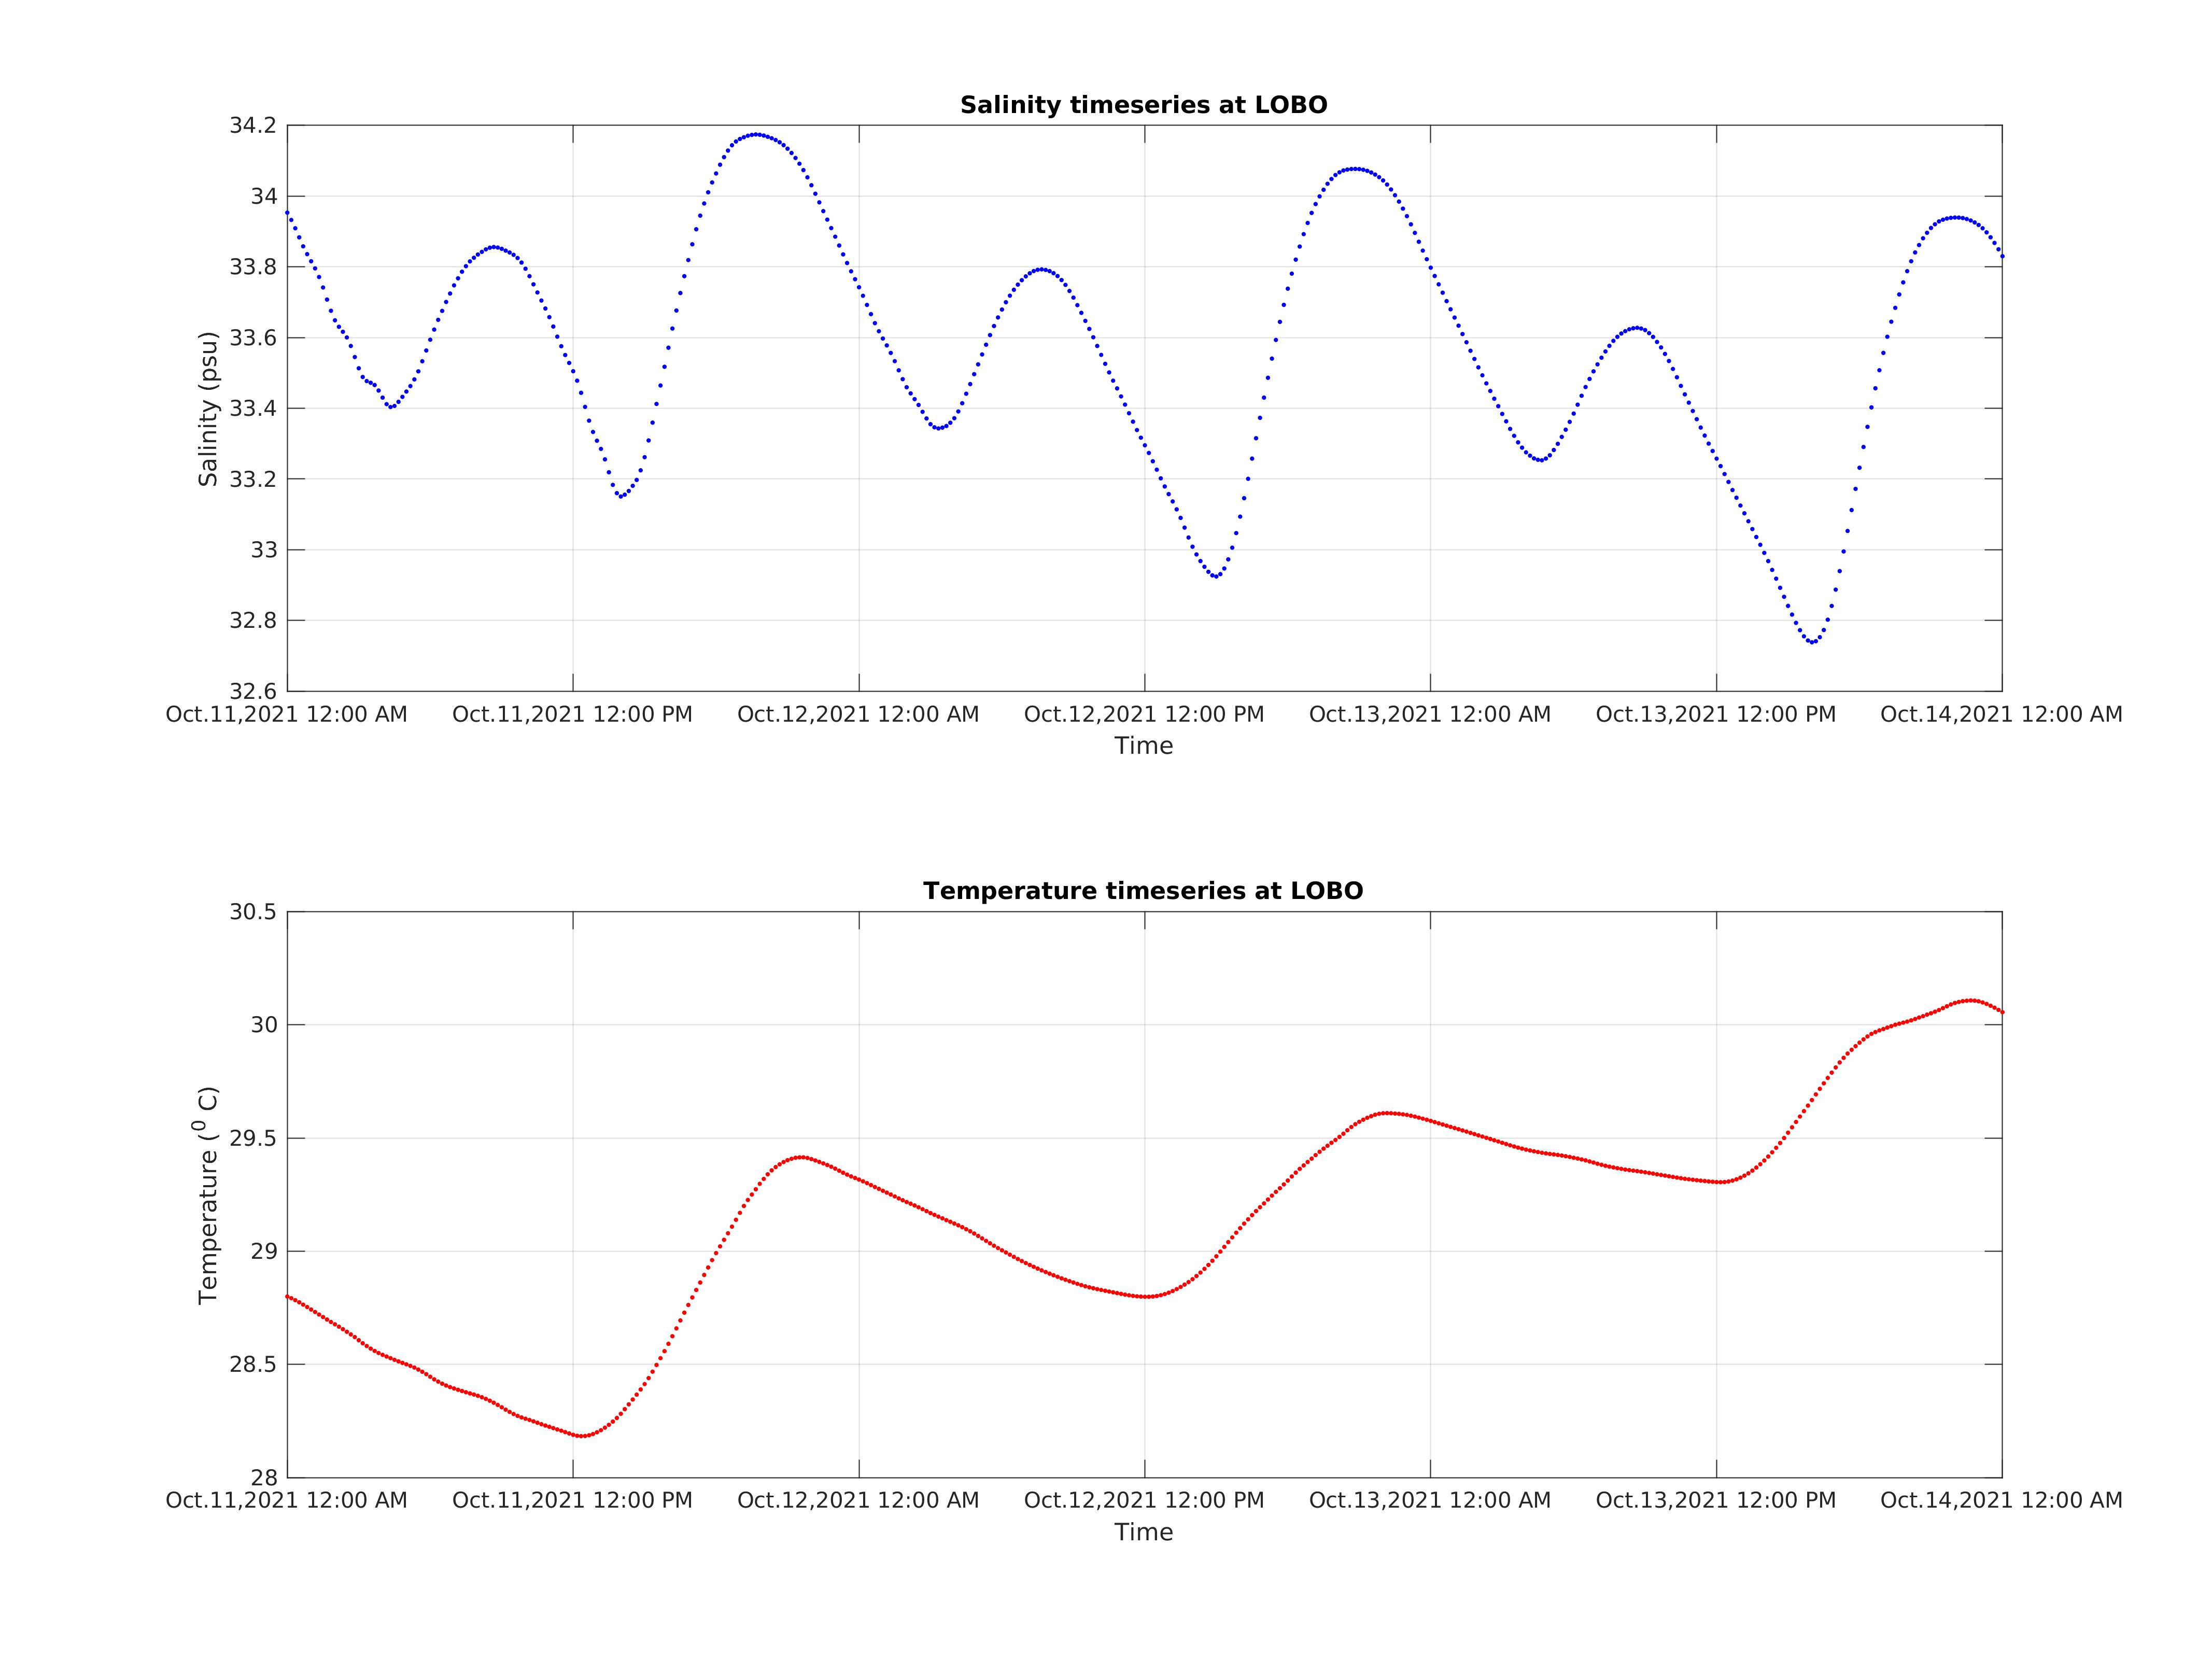 Salinity timeseries at LOBO
34.2
34
33.8
33.6
33.4
33.2
33
32.8
32.6
Salinity (psu)
Oct.11,2021 12:00 AM Oct.11,2021 12:00 PM Oct.12,2021 12:00 AM Oct.12,2021 12:00 PM Oct.13,2021 12:00 AM Oct.13,2021 12:00 PM Oct.14,2021 12:00 AM
Time
Temperature timeseries at LOBO
30.5
30
29.5
29
28.5
28
Temperature (⁰ C)
Oct.11,2021 12:00 AM Oct.11,2021 12:00 PM Oct.12,2021 12:00 AM Oct.12,2021 12:00 PM Oct.13,2021 12:00 AM Oct.13,2021 12:00 PM Oct.14,2021 12:00 AM
Time